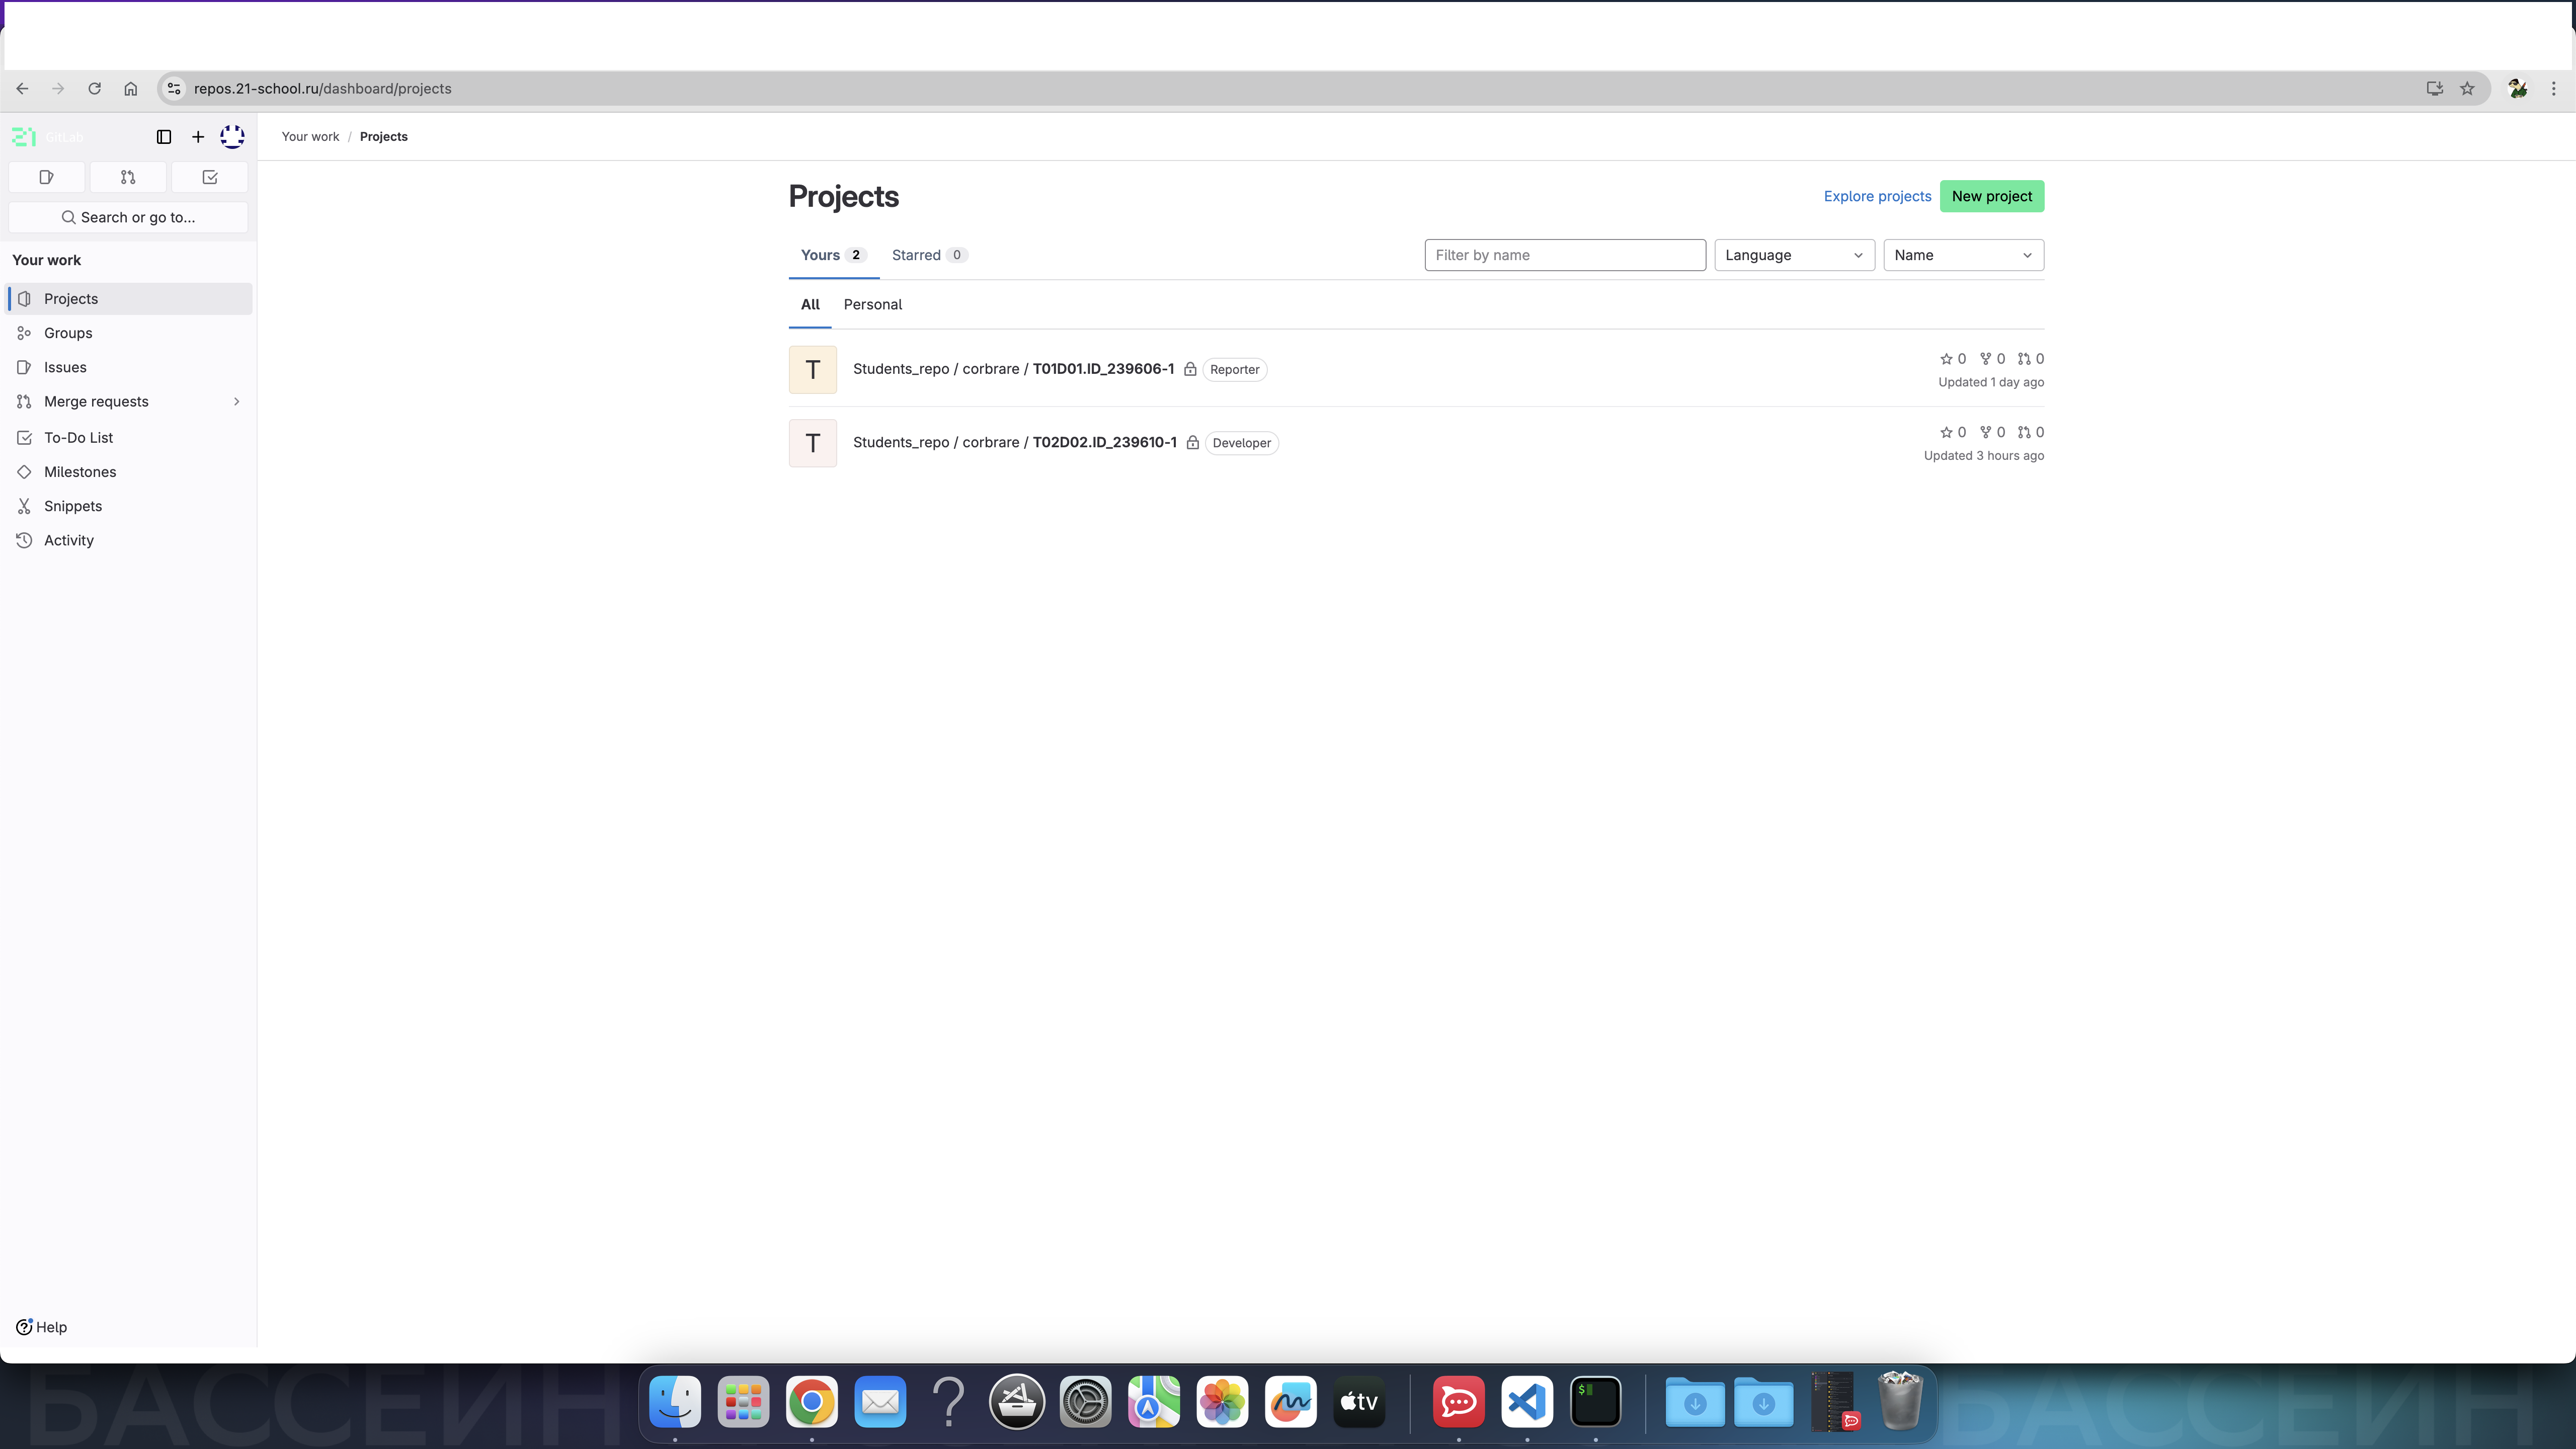 repos.21-school.ru/dashboard/projects
GitLab
Your work / Projects
Search or go to...
Your work
Projects
Groups
Issues
Merge requests
To-Do List
Milestones
Snippets
Activity
Help
Projects
Explore projects
New project
Yours 2
Starred 0
Filter by name
Language
Name
All
Personal
T
Students_repo / corbrare / T01D01.ID_239606-1
Reporter
0 0 0
Updated 1 day ago
T
Students_repo / corbrare / T02D02.ID_239610-1
Developer
0 0 0
Updated 3 hours ago
БАССЕЙН
tv
$
БАССЕЙН